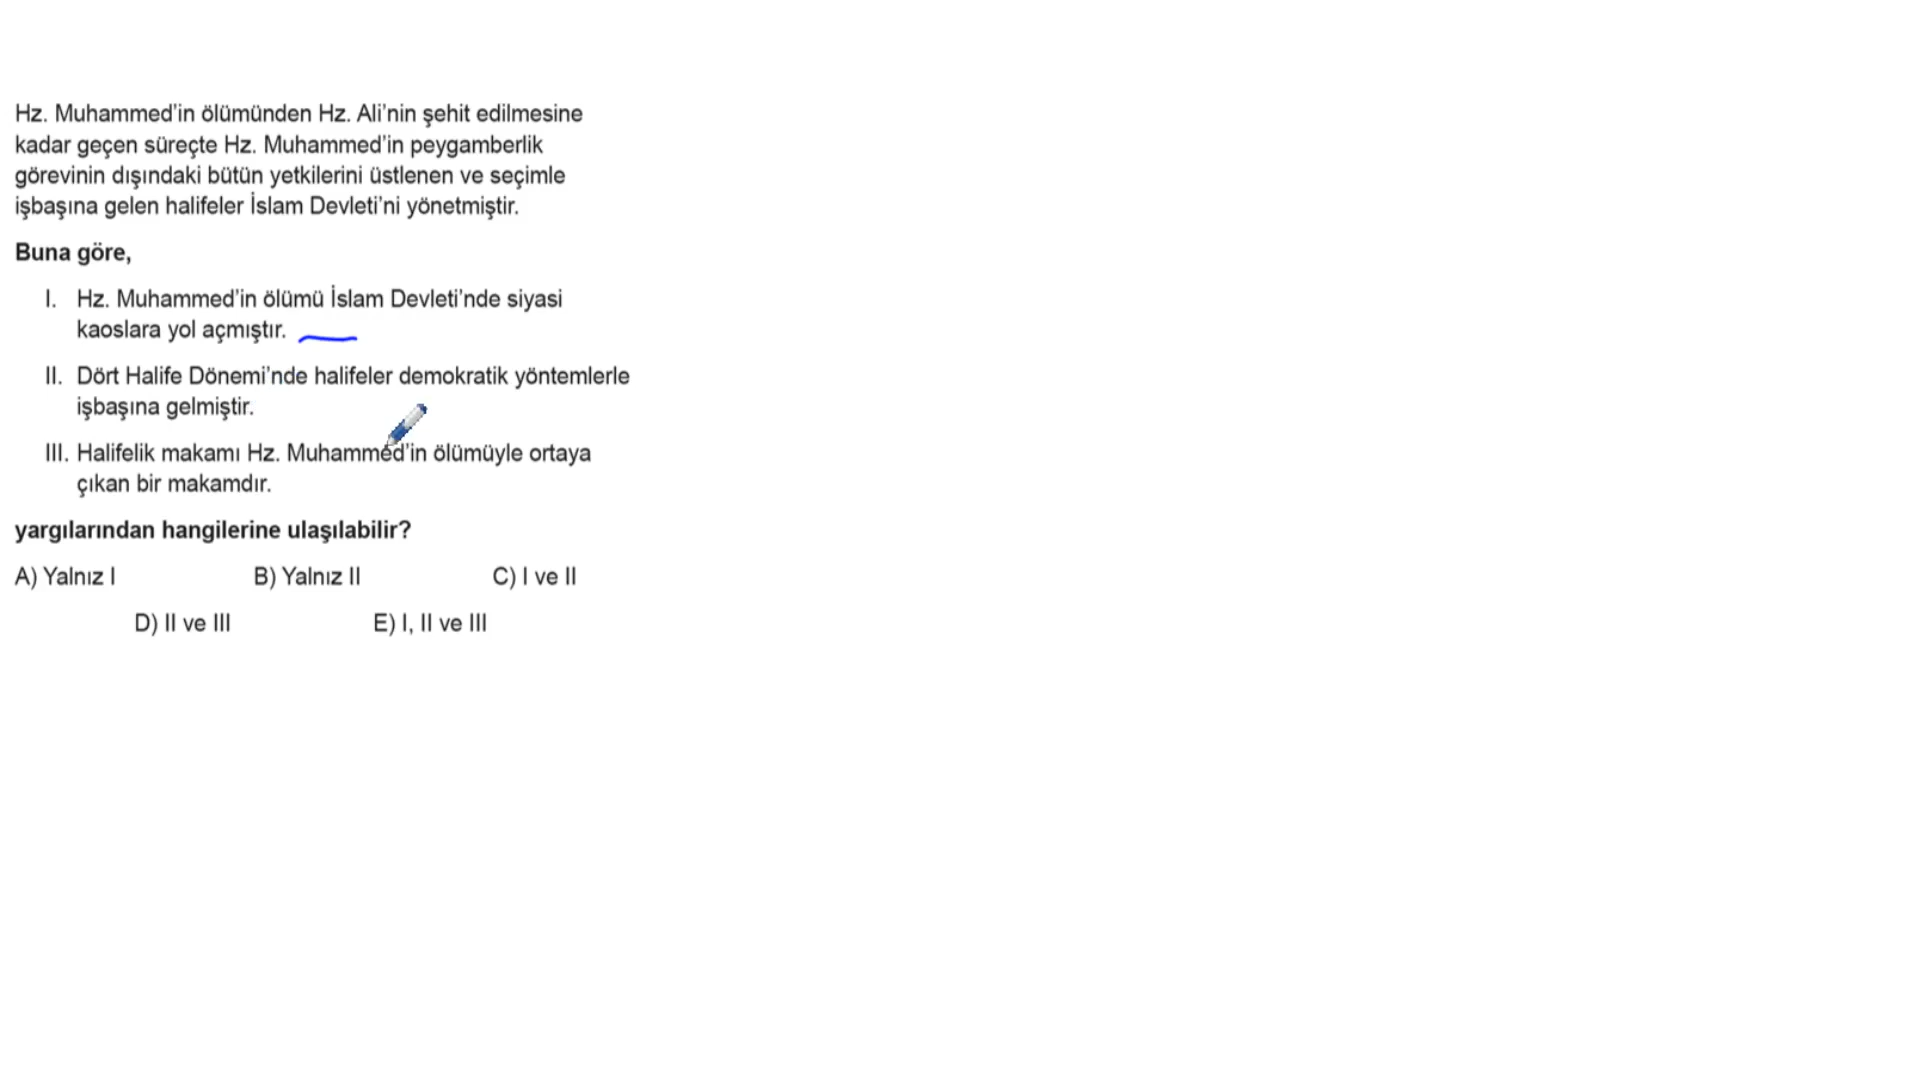 Hz. Muhammed'in ölümünden Hz. Ali'nin şehit edilmesine
kadar geçen süreçte Hz. Muhammed'in peygamberlik
görevinin dışındaki bütün yetkilerini üstlenen ve seçimle
işbaşına gelen halifeler İslam Devleti'ni yönetmiştir.
Buna göre,
I. Hz. Muhammed'in ölümü İslam Devleti'nde siyasi
kaoslara yol açmıştır.
II. Dört Halife Dönemi'nde halifeler demokratik yöntemlerle
işbaşına gelmiştir.
III. Halifelik makamı Hz. Muhammed'in ölümüyle ortaya
çıkan bir makamdır.
yargılarından hangilerine ulaşılabilir?
A) Yalnız I B) Yalnız II C) I ve II
D) II ve III E) I, II ve III